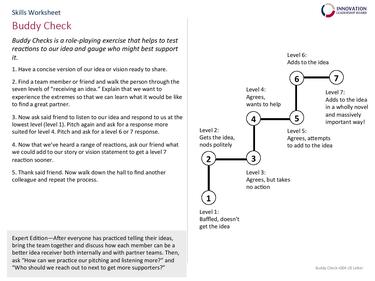 Skills Worksheet
INNOVATION
LEADERSHIP BOARD
Buddy Check
Buddy Checks is a role-playing exercise that helps to test
reactions to our idea and gauge who might best support
it.
1. Have a concise version of our idea or vision ready to share.
2. Find a team member or friend and walk the person through the
seven levels of “receiving an idea.” Explain that we want to
experience the extremes so that we can learn what it would be like
to find a great partner.
3. Now ask said friend to listen to our idea and respond to us at the
lowest level (level 1). Pitch again and ask for a response more
suited for level 4. Pitch and ask for a level 6 or 7 response.
4. Now that we’ve heard a range of reactions, ask our friend what
we could add to our story or vision statement to get a level 7
reaction sooner.
5. Thank said friend. Now walk down the hall to find another
colleague and repeat the process.
Expert Edition—After everyone has practiced telling their ideas,
bring the team together and discuss how each member can be a
better idea receiver both internally and with partner teams. Then,
ask “How can we practice our pitching and listening more?” and
“Who should we reach out to next to get more supporters?”
Level 6:
Adds to the idea
6
7
Level 7:
Adds to the idea
in a wholly novel
and massively
important way!
Level 4:
Agrees,
wants to help
4
5
Level 5:
Agrees, attempts
to add to the idea
Level 2:
Gets the idea,
nods politely
2
3
Level 3:
Agrees, but takes
no action
1
Level 1:
Baffled, doesn’t
get the idea